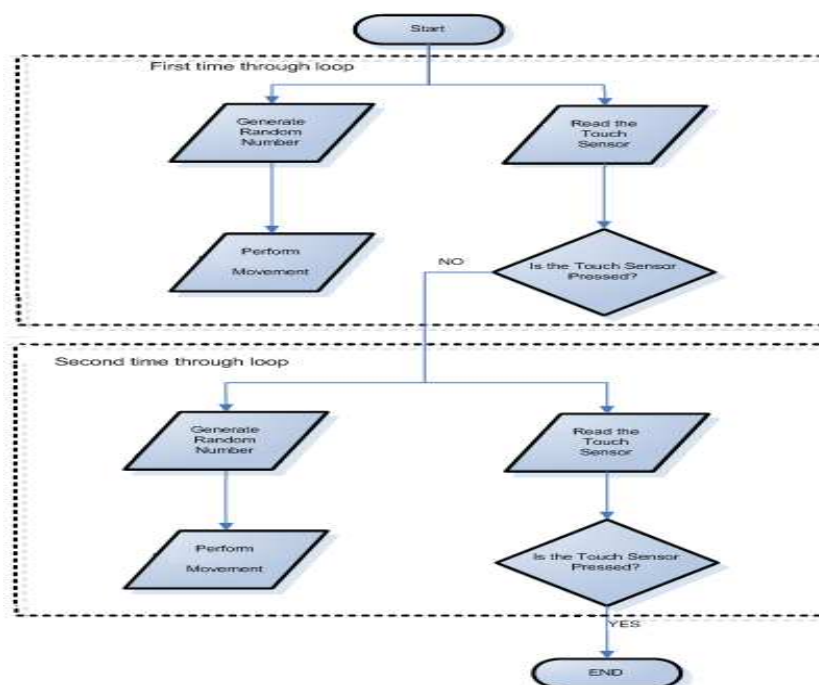 Start
First time through loop
Generate
Random
Number
Read the
Touch
Sensor
Perform
Movement
NO
Is the Touch Sensor
Pressed?
Second time through loop
Generate
Random
Number
Read the
Touch
Sensor
Perform
Movement
Is the Touch Sensor
Pressed?
YES
END